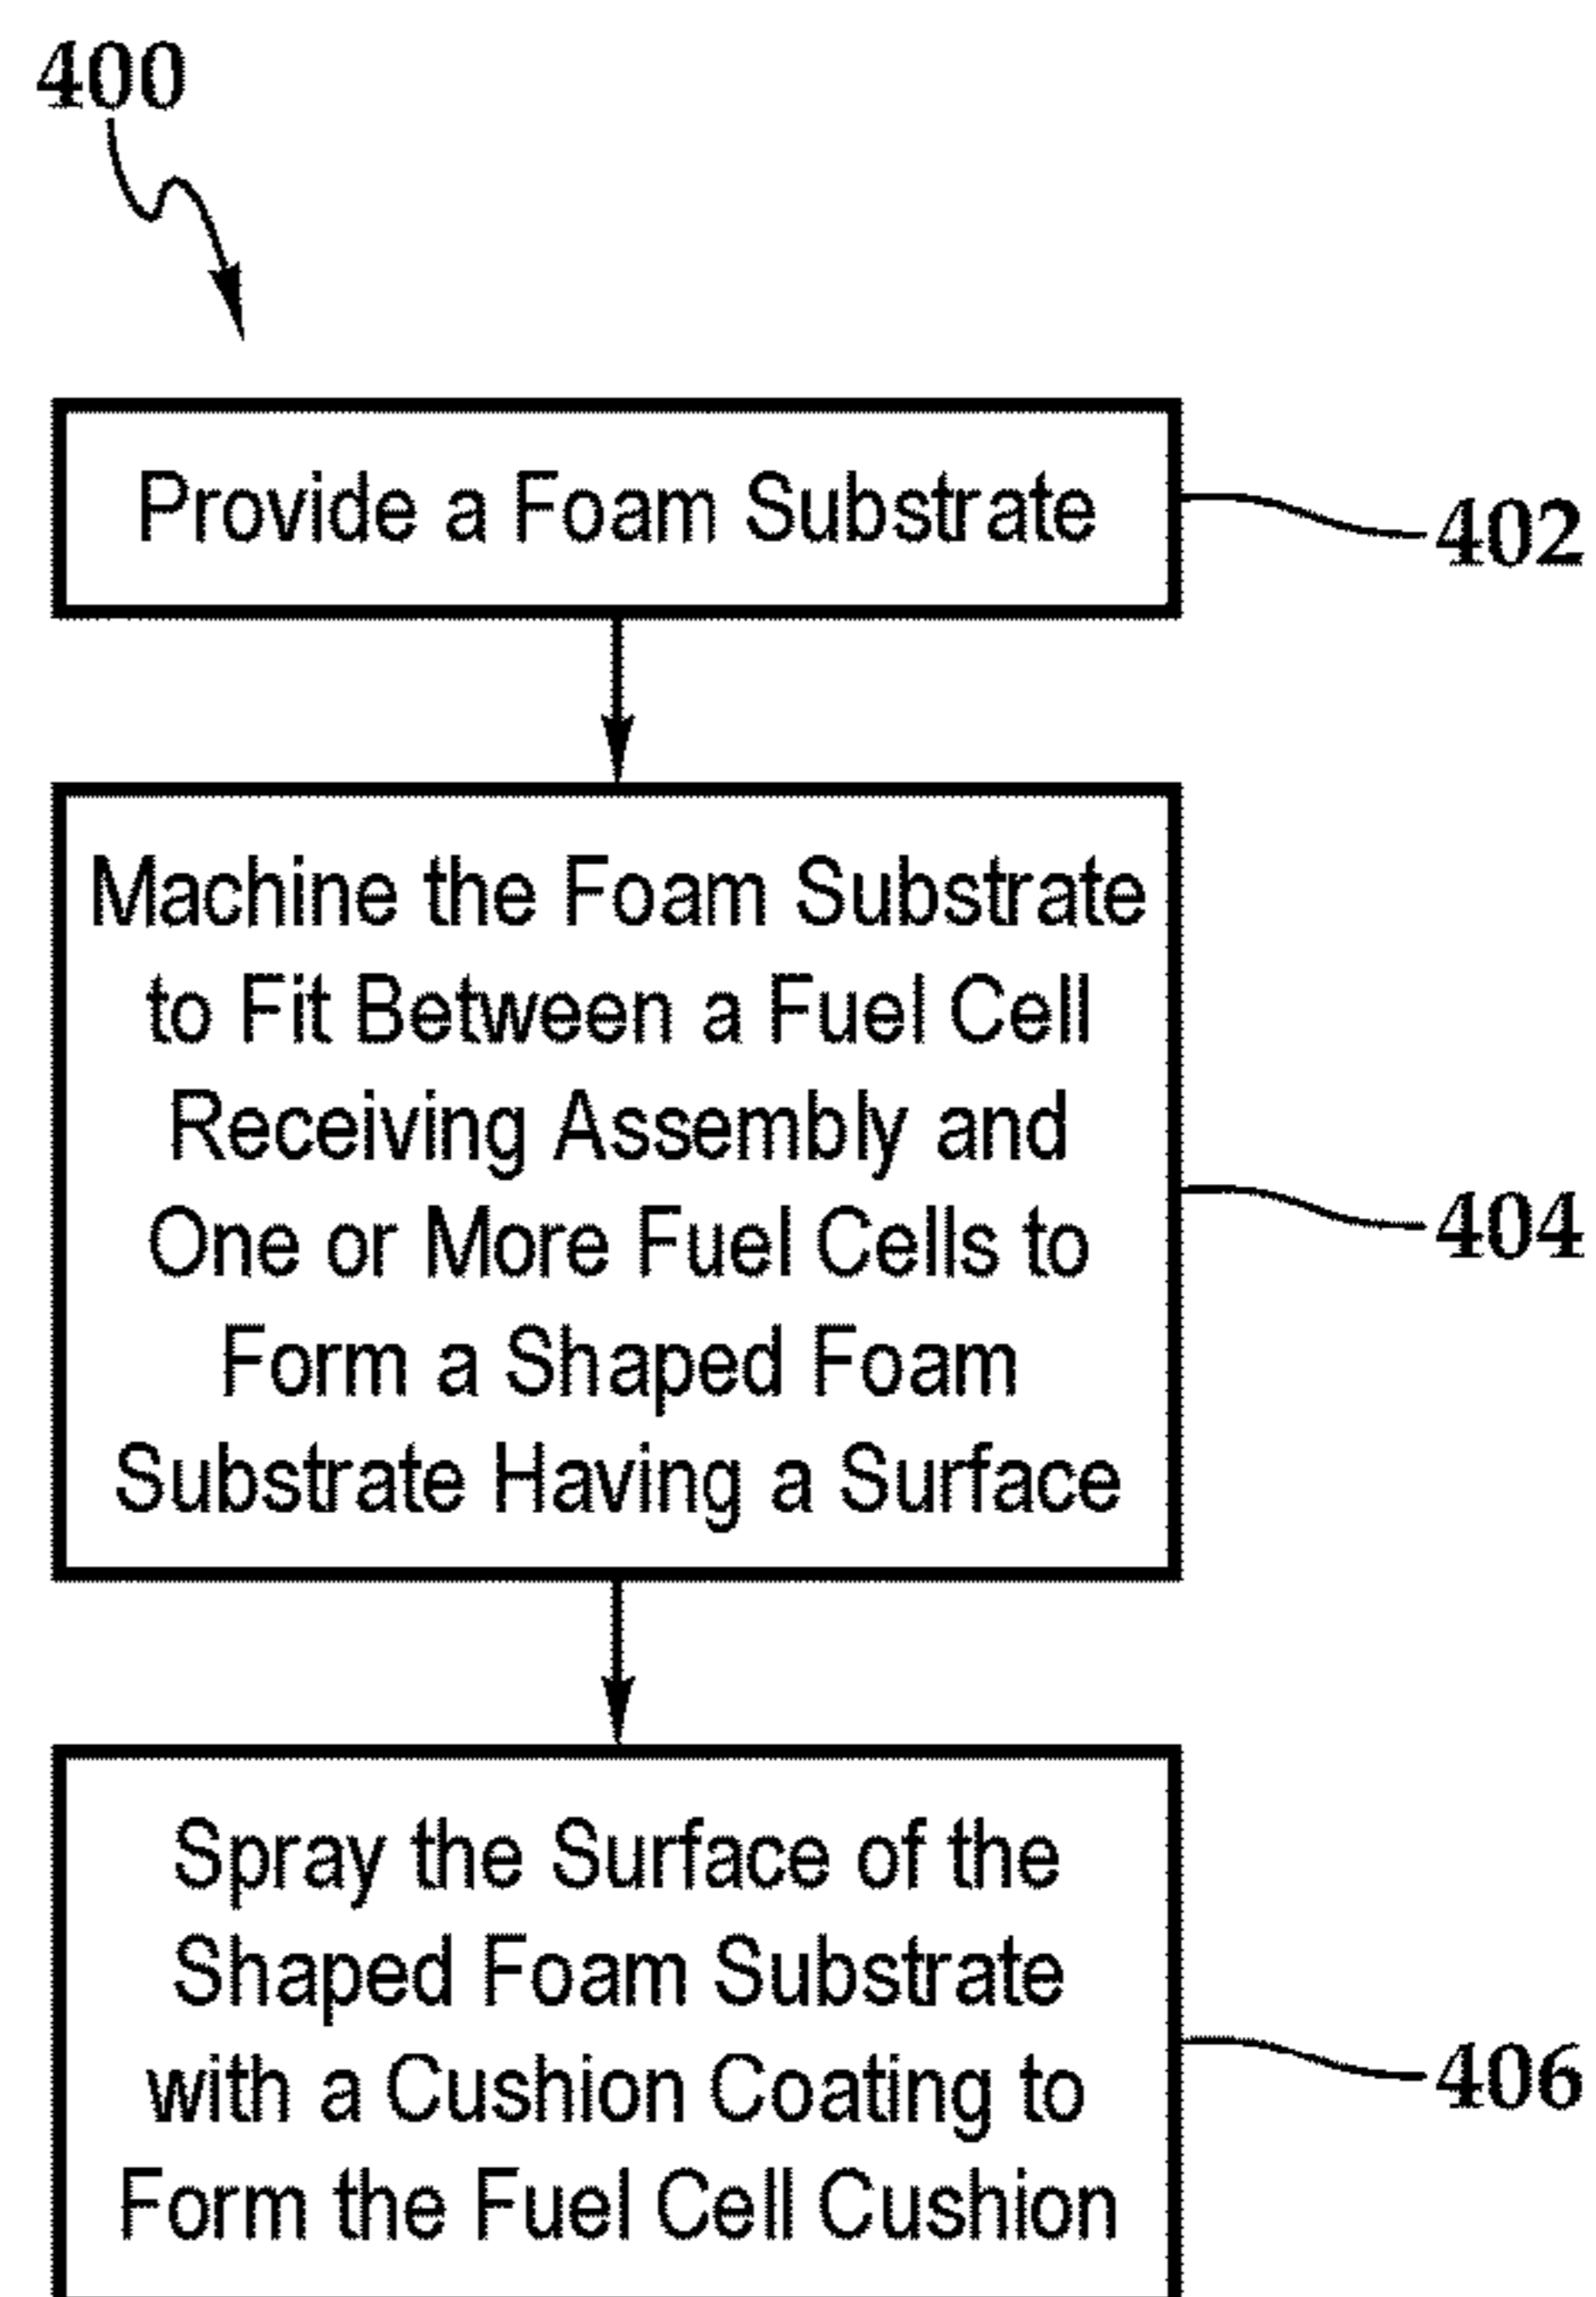 400
Provide a Foam Substrate
402
Machine the Foam Substrate
to Fit Between a Fuel Cell
Receiving Assembly and
One or More Fuel Cells to
Form a Shaped Foam
Substrate Having a Surface
404
Spray the Surface of the
Shaped Foam Substrate
with a Cushion Coating to
Form the Fuel Cell Cushion
406